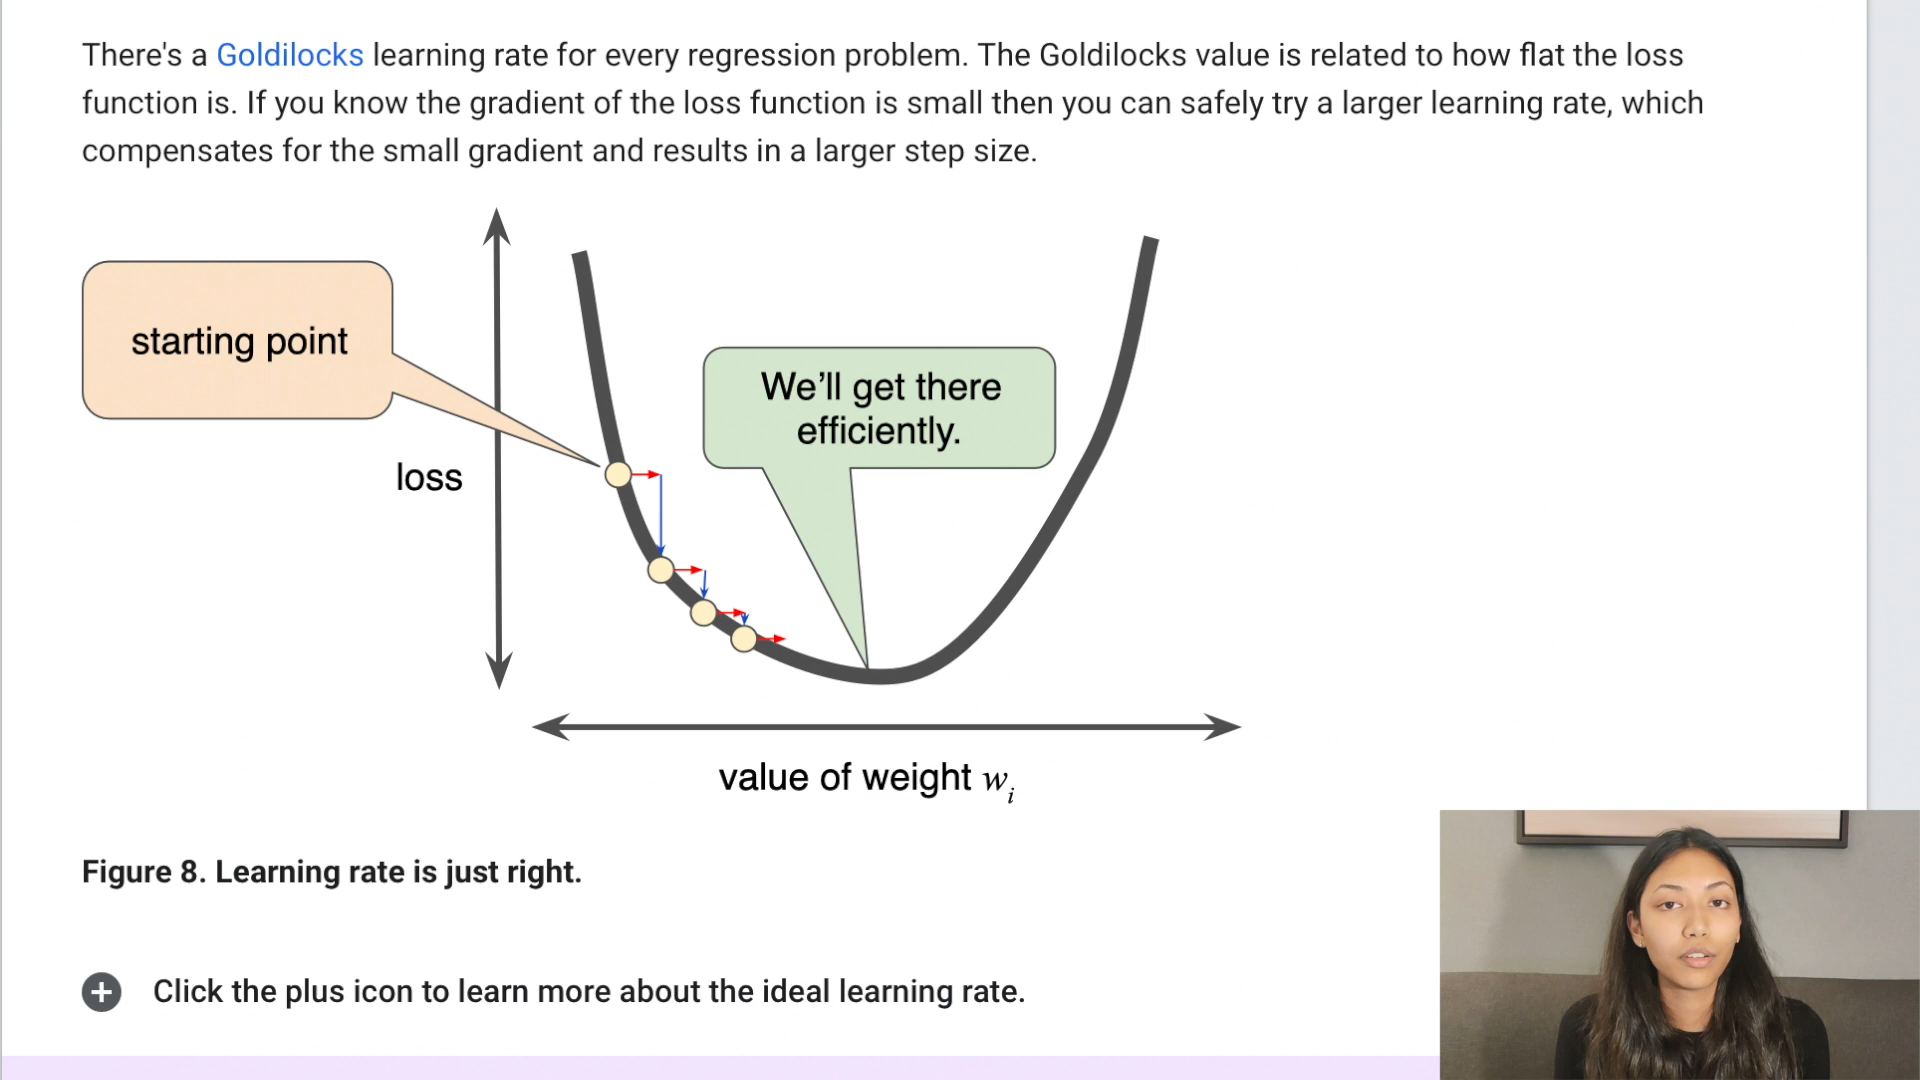 There's a Goldilocks learning rate for every regression problem. The Goldilocks value is related to how flat the loss
function is. If you know the gradient of the loss function is small then you can safely try a larger learning rate, which
compensates for the small gradient and results in a larger step size.
starting point
We'll get there
efficiently.
loss
value of weight wᵢ
Figure 8. Learning rate is just right.
Click the plus icon to learn more about the ideal learning rate.